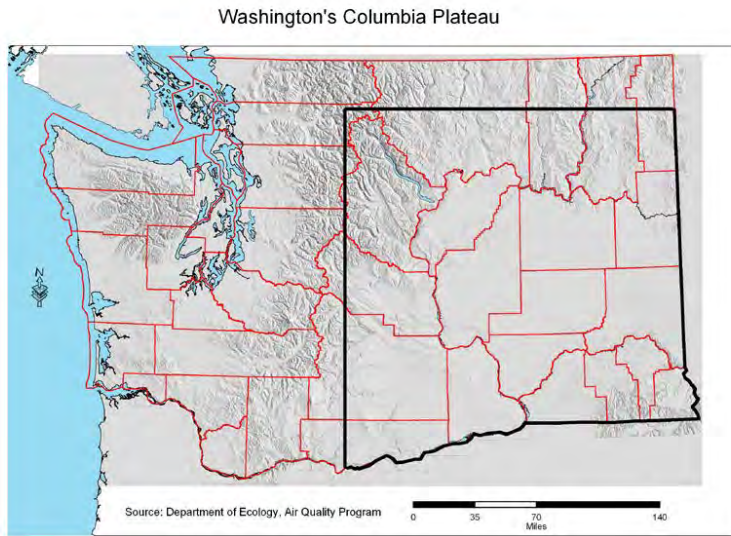 Washington's Columbia Plateau
N
Source: Department of Ecology, Air Quality Program
0 35 70 140
Miles